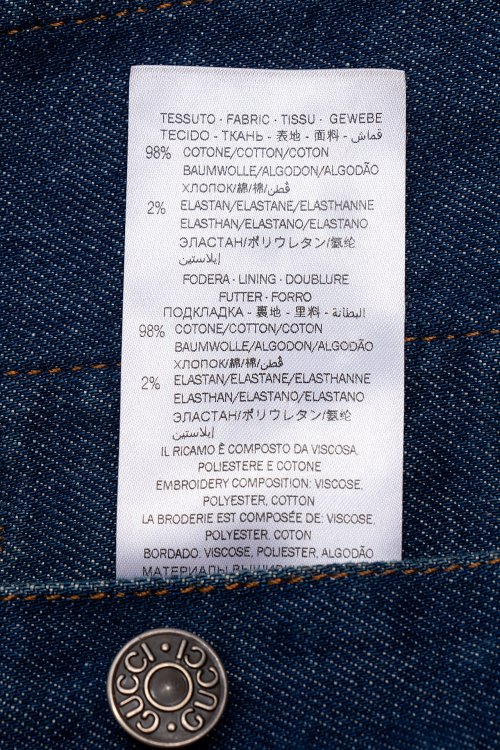 TESSUTO · FABRIC · TISSU · GEWEBE
TECIDO - ТКАНЬ - 表地 - 面料 - قماش
98% COTONE/COTTON/COTON
BAUMWOLLE/ALGODON/ALGODÃO
ХЛОПОК/綿/棉/قطن
2% ELASTAN/ELASTANE/ELASTHANNE
ELASTHAN/ELASTANO/ELASTANO
ЭЛАСТАН/ポリウレタン/氨纶
إيلاستين
FODERA · LINING · DOUBLURE
FUTTER · FORRO
ПОДКЛАДКА - 裏地 - 里料 - البطانة
98% COTONE/COTTON/COTON
BAUMWOLLE/ALGODON/ALGODÃO
ХЛОПОК/綿/棉/قطن
2% ELASTAN/ELASTANE/ELASTHANNE
ELASTHAN/ELASTANO/ELASTANO
ЭЛАСТАН/ポリウレタン/氨纶
إيلاستين
IL RICAMO È COMPOSTO DA VISCOSA,
POLIESTERE E COTONE
EMBROIDERY COMPOSITION: VISCOSE,
POLYESTER, COTTON
LA BRODERIE EST COMPOSÉE DE: VISCOSE,
POLYESTER, COTON
BORDADO: VISCOSE, POLIESTER, ALGODÃO
МАТЕРИАЛЫ
GUCCI · GUCCI ·